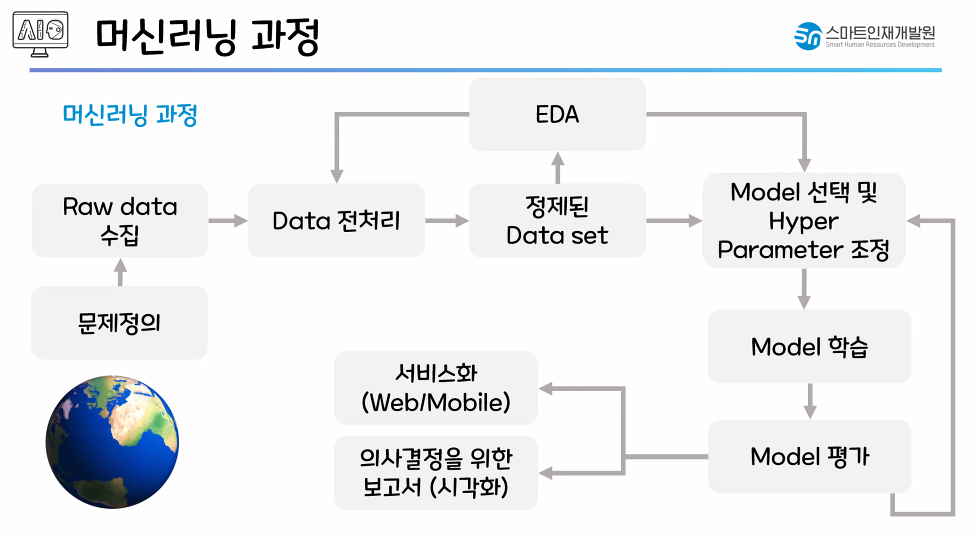 AI
머신러닝 과정
스마트인재개발원
Smart Human Resources Development
머신러닝 과정
EDA
Raw data
수집
Data 전처리
정제된
Data set
Model 선택 및
Hyper
Parameter 조정
문제정의
Model 학습
서비스화
(Web/Mobile)
의사결정을 위한
보고서 (시각화)
Model 평가